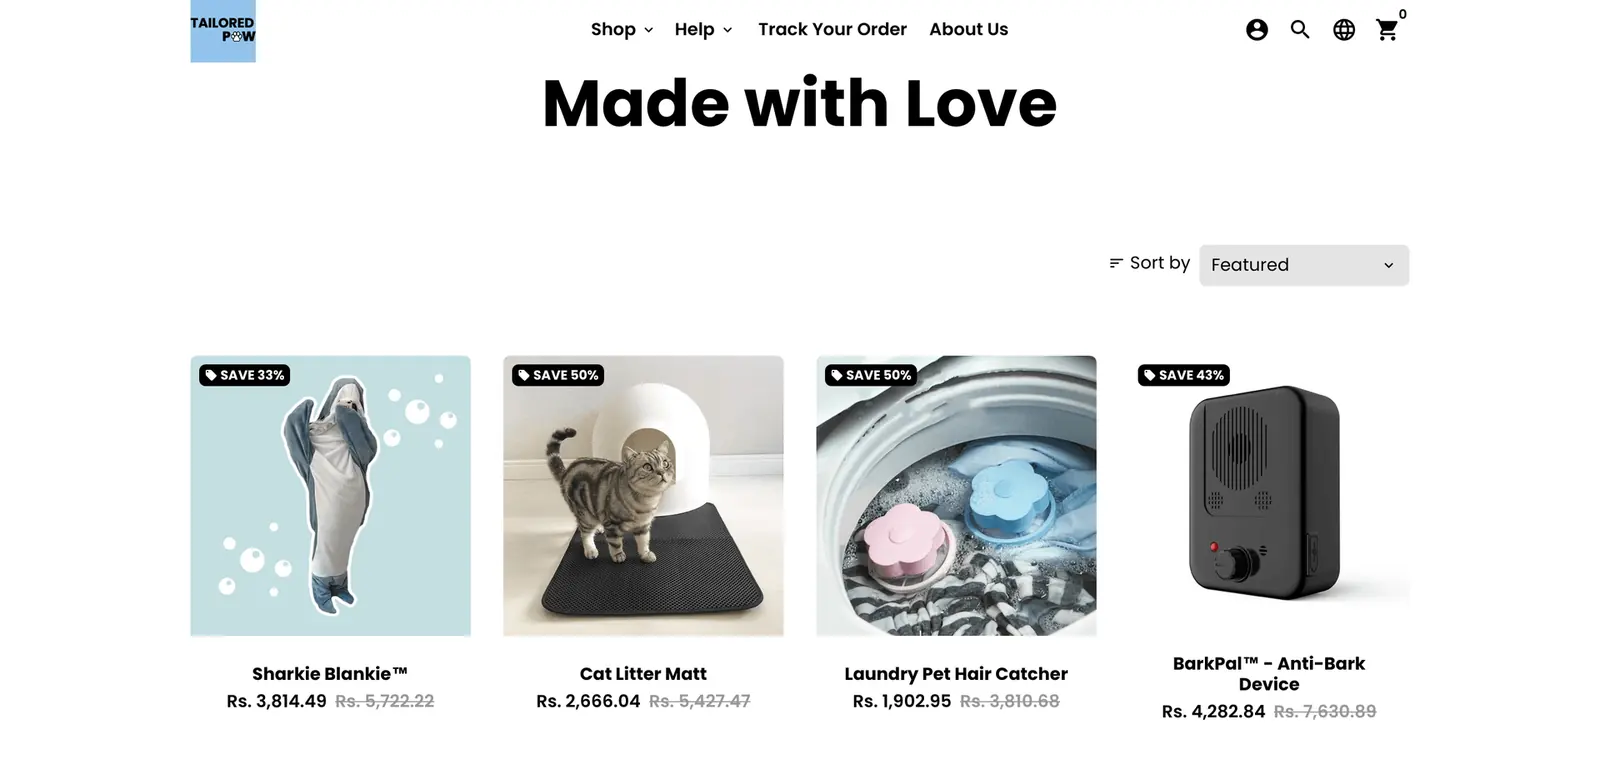 TAILORED
PAW
Shop
Help
Track Your Order
About Us
0
Made with Love
Sort by
Featured
SAVE 33%
SAVE 50%
SAVE 50%
SAVE 43%
Sharkie Blankie™
Rs. 3,814.49 Rs. 5,722.22
Cat Litter Matt
Rs. 2,666.04 Rs. 5,427.47
Laundry Pet Hair Catcher
Rs. 1,902.95 Rs. 3,810.68
BarkPal™ - Anti-Bark
Device
Rs. 4,282.84 Rs. 7,630.89